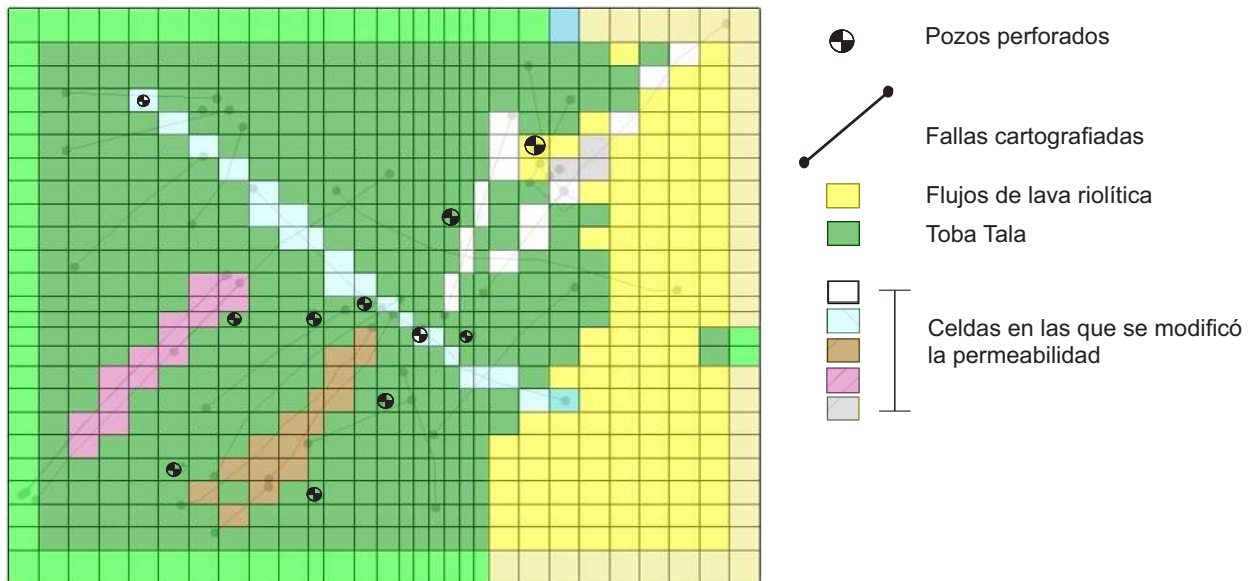 Pozos perforados
Fallas cartografiadas
Flujos de lava riolítica
Toba Tala
Celdas en las que se modificó
la permeabilidad